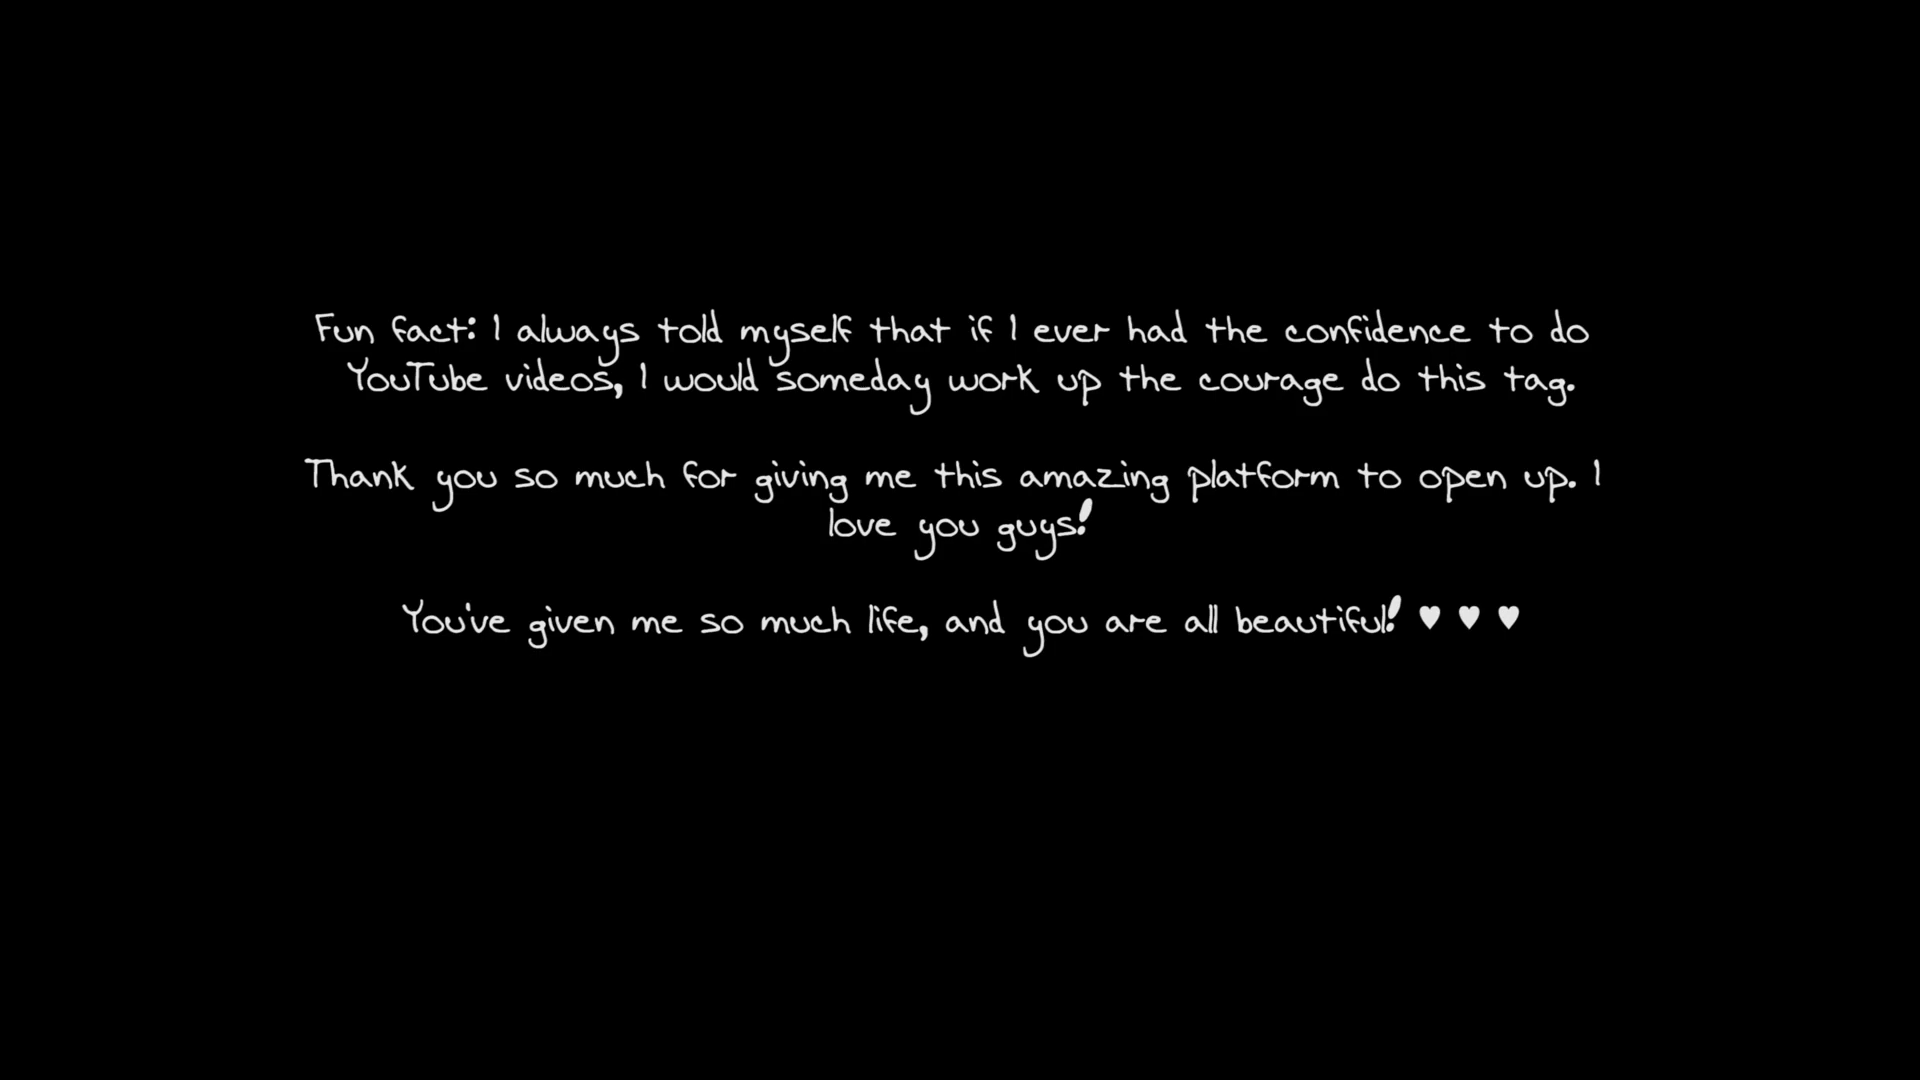 Fun fact: I always told myself that if I ever had the confidence to do
YouTube videos, I would someday work up the courage do this tag.
Thank you so much for giving me this amazing platform to open up. I
love you guys!
You've given me so much life, and you are all beautiful! ♥ ♥ ♥